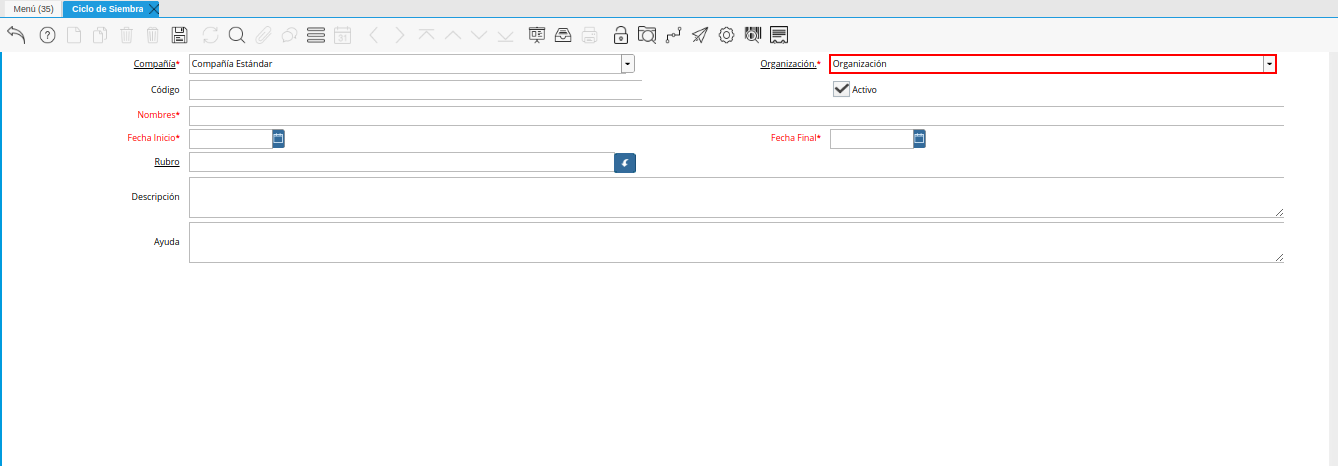 Menú (35) Ciclo de Siembra
31
Compañía* Compañía Estándar Organización.* Organización
Código Activo
Nombres*
Fecha Inicio* Fecha Final*
Rubro
Descripción
Ayuda